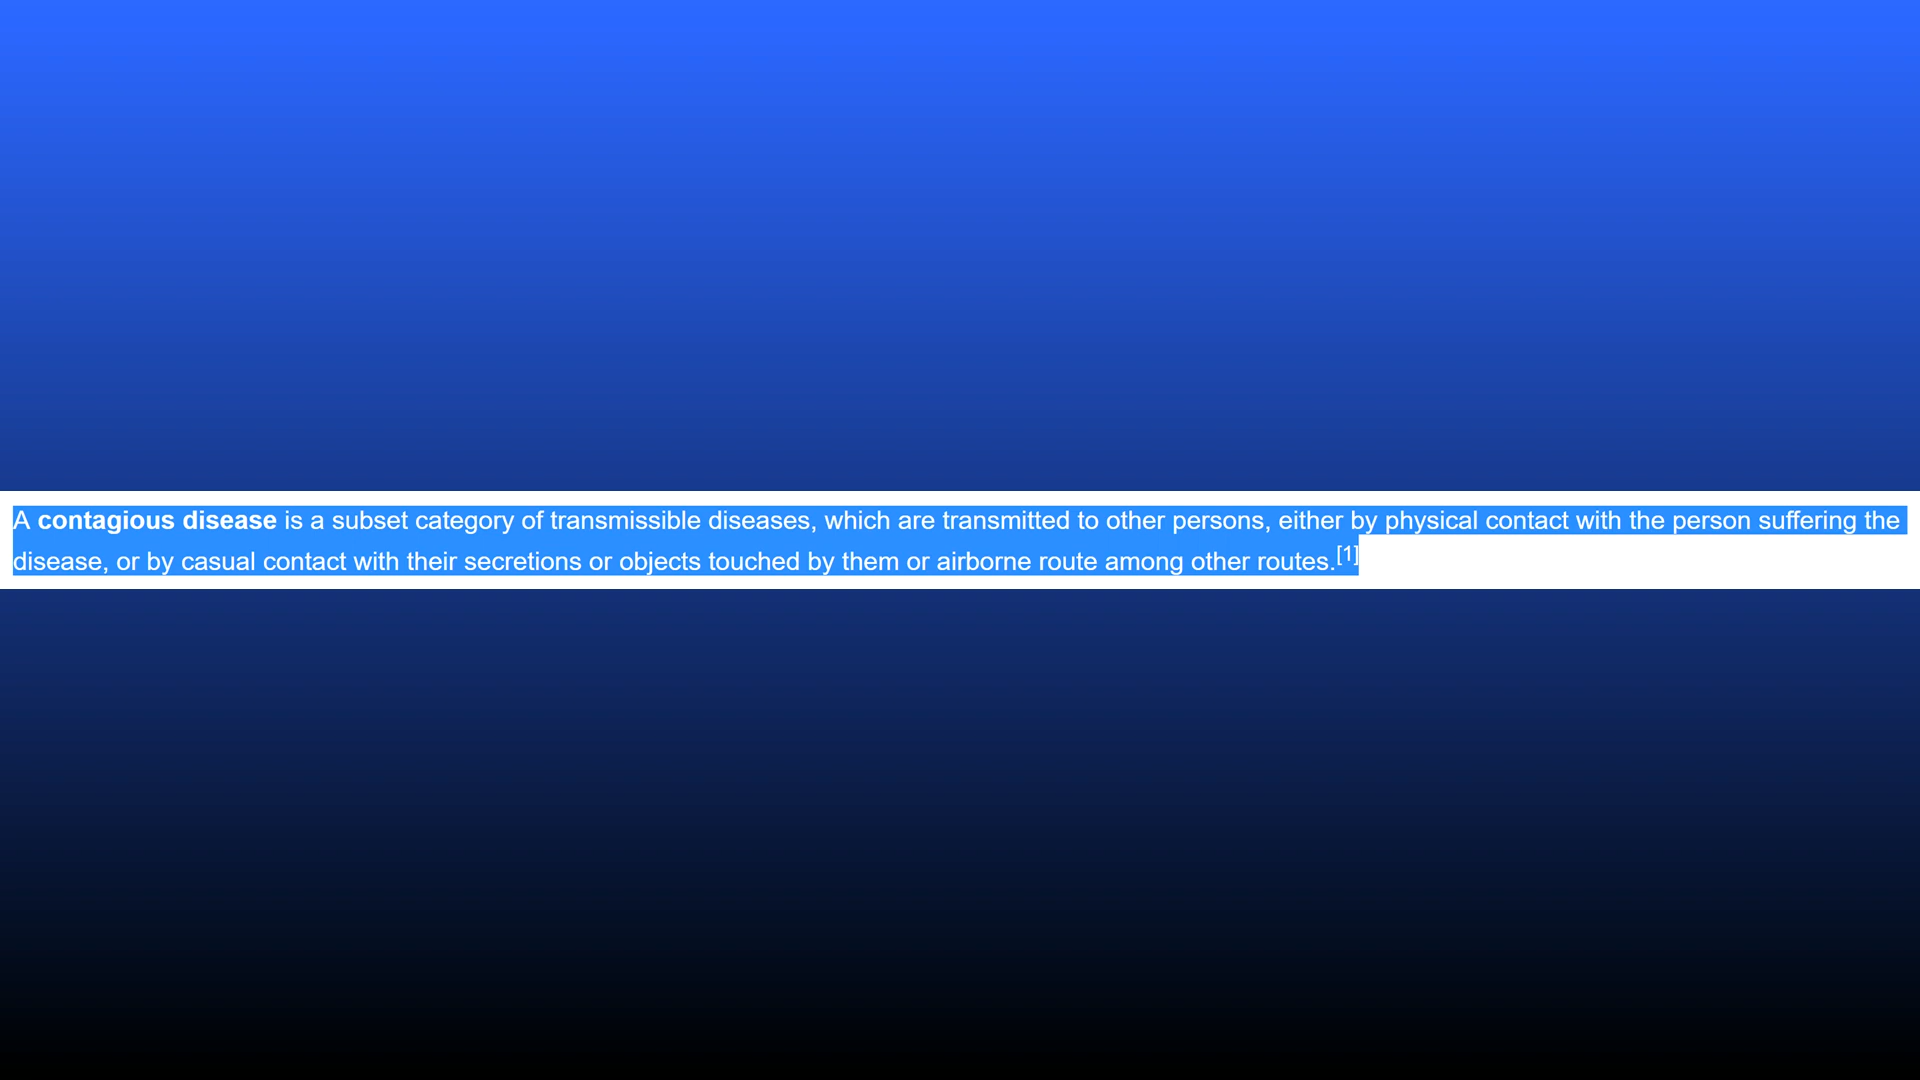 A contagious disease is a subset category of transmissible diseases, which are transmitted to other persons, either by physical contact with the person suffering the
disease, or by casual contact with their secretions or objects touched by them or airborne route among other routes.[1]